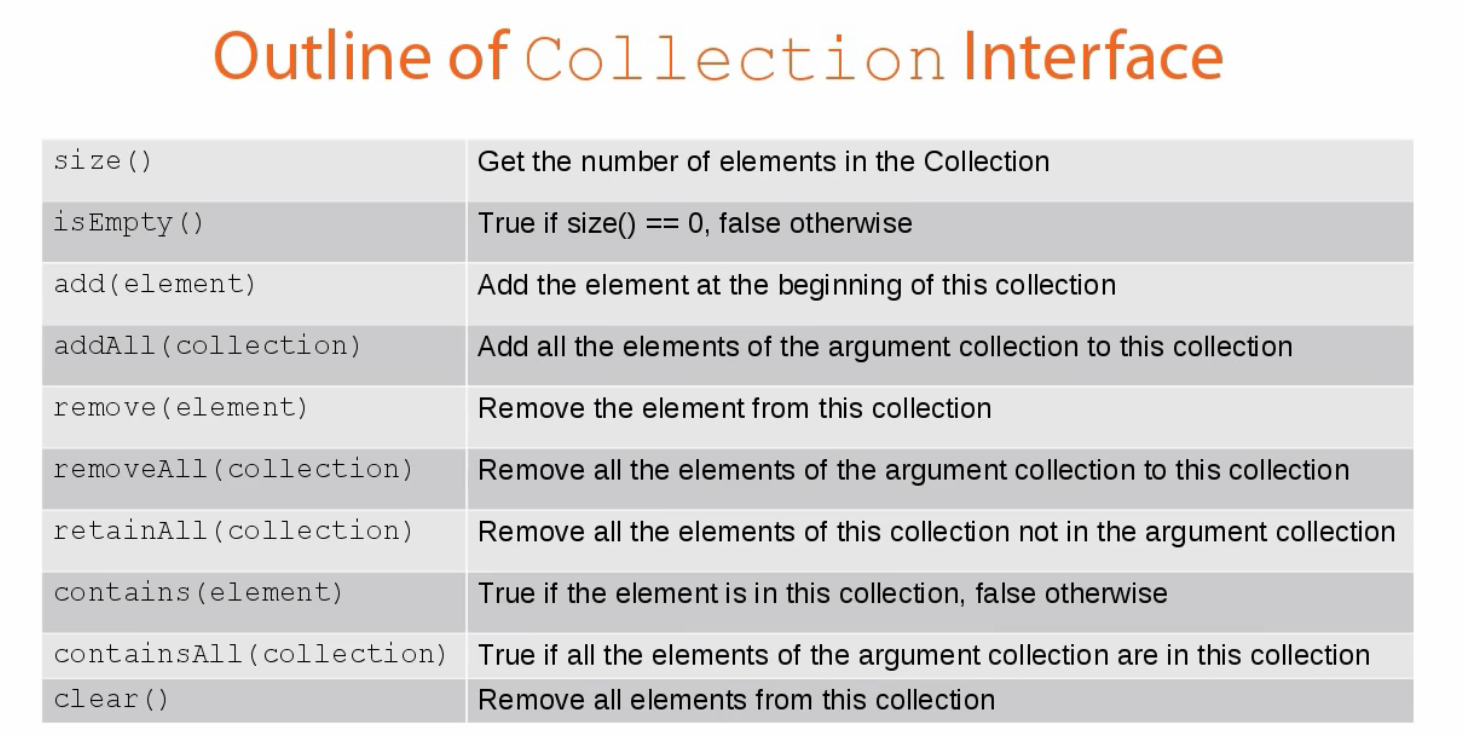 Outline of Collection Interface
size() Get the number of elements in the Collection
isEmpty() True if size() == 0, false otherwise
add(element) Add the element at the beginning of this collection
addAll(collection) Add all the elements of the argument collection to this collection
remove(element) Remove the element from this collection
removeAll(collection) Remove all the elements of the argument collection to this collection
retainAll(collection) Remove all the elements of this collection not in the argument collection
contains(element) True if the element is in this collection, false otherwise
containsAll(collection) True if all the elements of the argument collection are in this collection
clear() Remove all elements from this collection